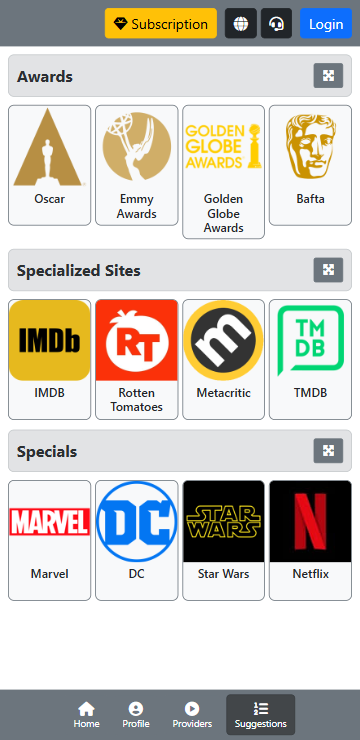 Subscription
Login
Awards
GOLDEN
GLOBE
AWARDS
Oscar
Emmy
Awards
Golden
Globe
Awards
Bafta
Specialized Sites
IMDb
RT
m
TM
DB
IMDB
Rotten
Tomatoes
Metacritic
TMDB
Specials
MARVEL
DC
STAR
WARS
N
Marvel
DC
Star Wars
Netflix
Home
Profile
Providers
Suggestions